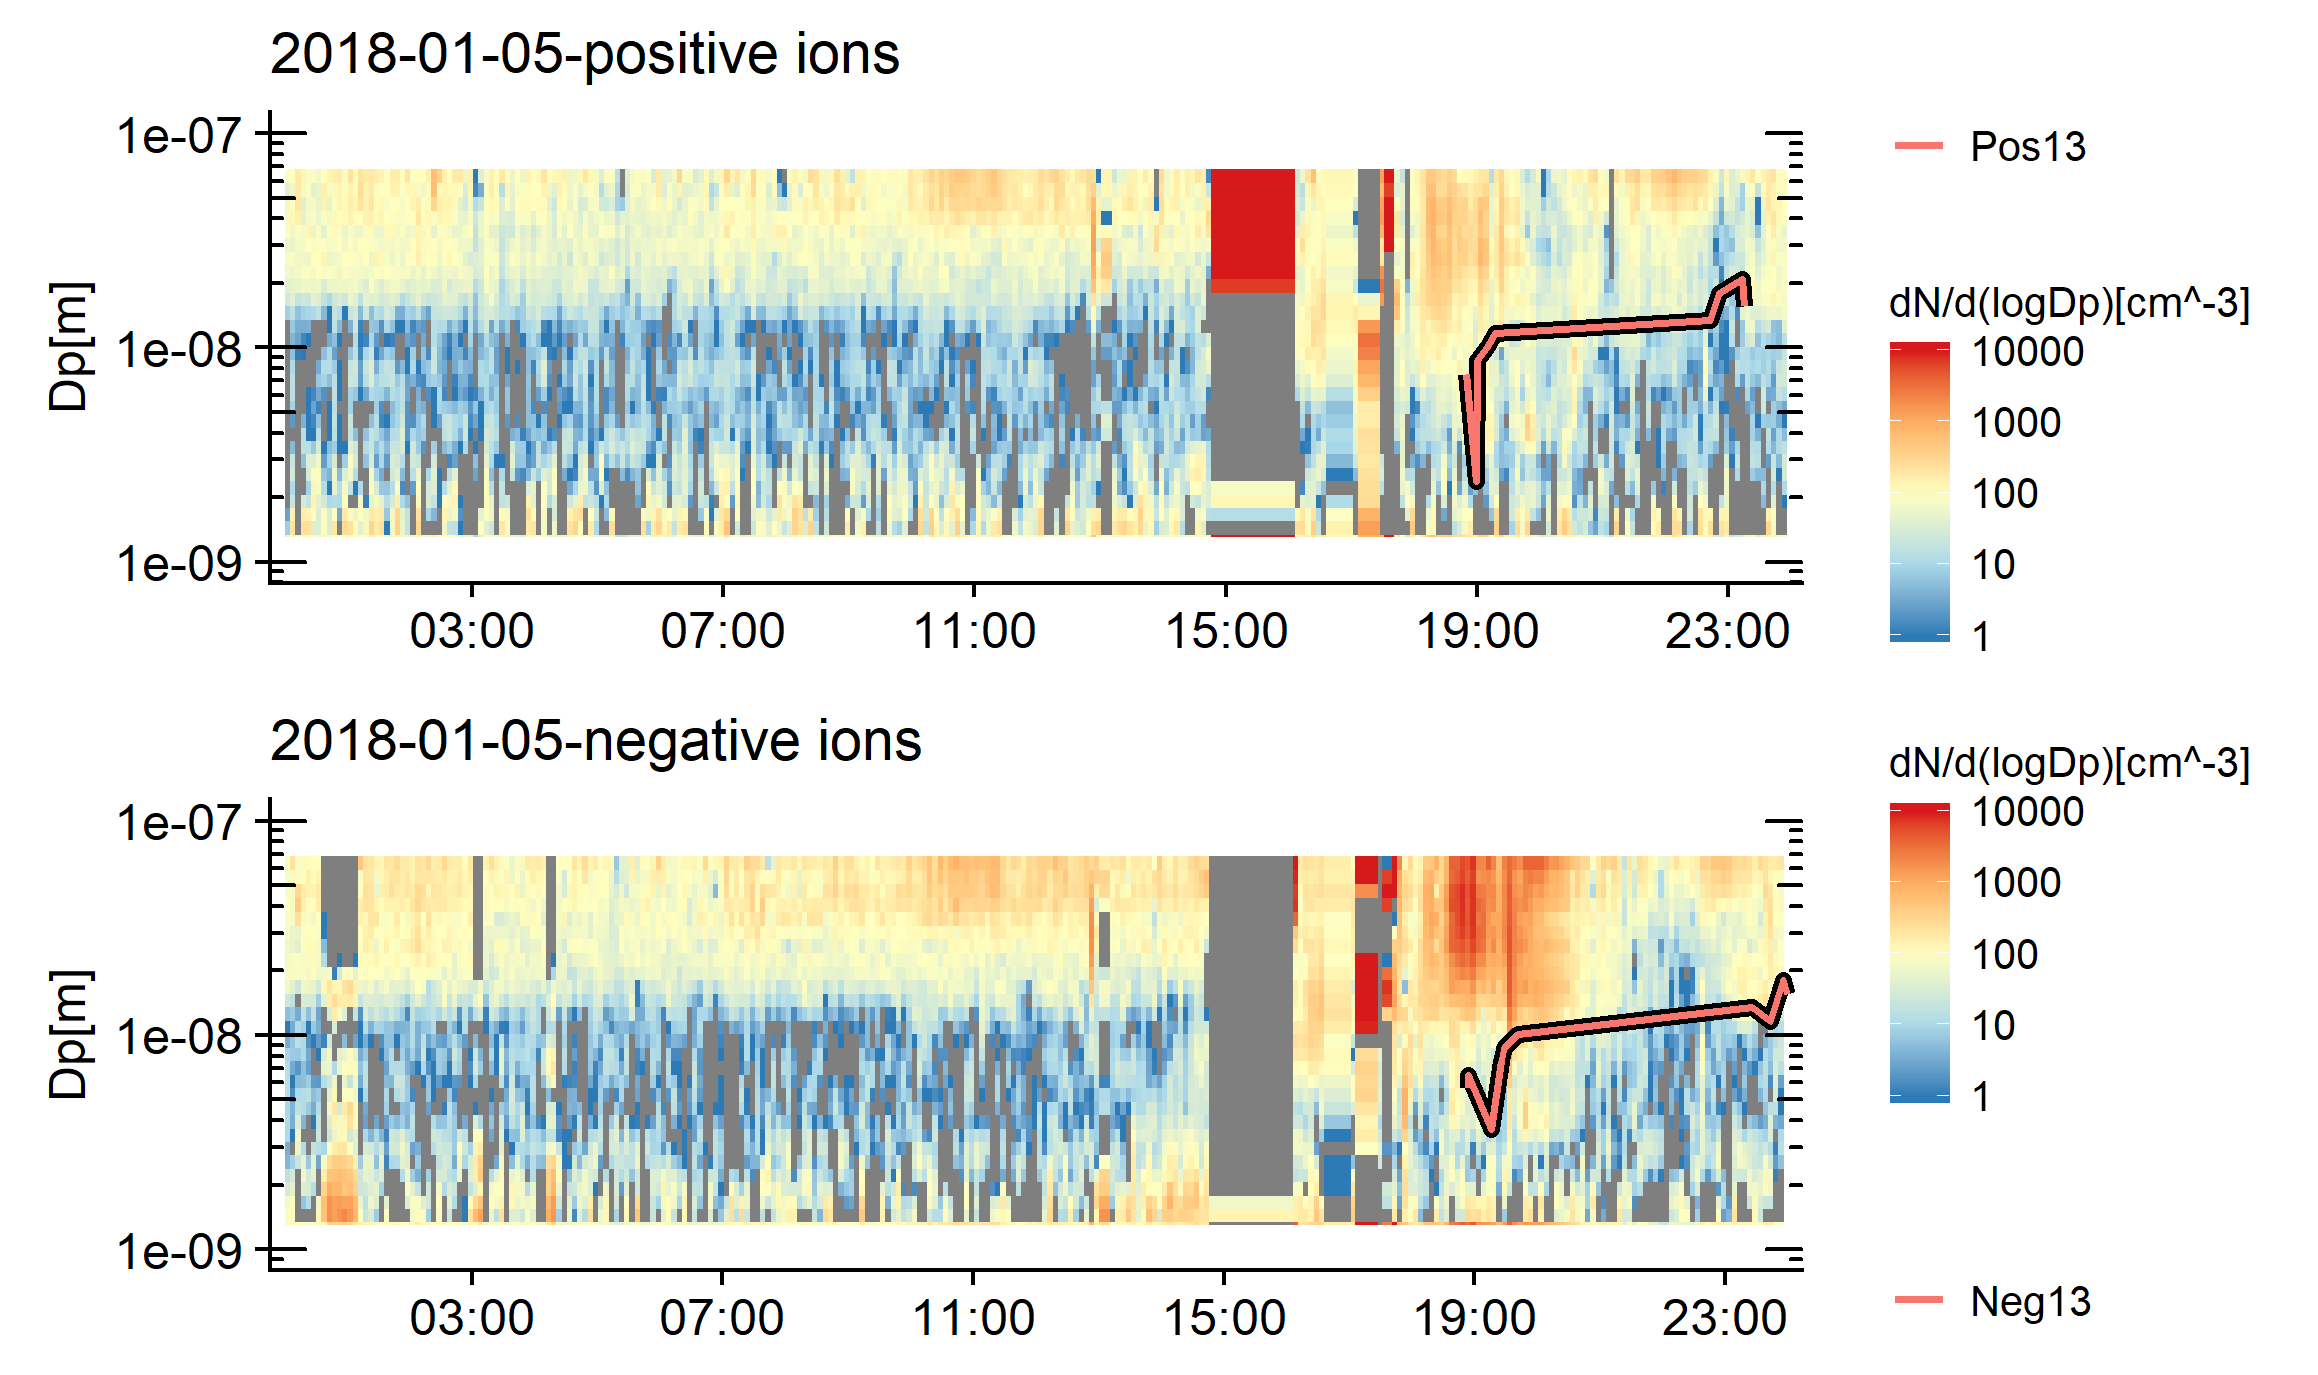 2018-01-05-positive ions
1e-07
1e-08
1e-09
Dp[m]
03:00 07:00 11:00 15:00 19:00 23:00
Pos13
dN/d(logDp)[cm^-3]
10000
1000
100
10
1
2018-01-05-negative ions
1e-07
1e-08
1e-09
Dp[m]
03:00 07:00 11:00 15:00 19:00 23:00
dN/d(logDp)[cm^-3]
10000
1000
100
10
1
Neg13